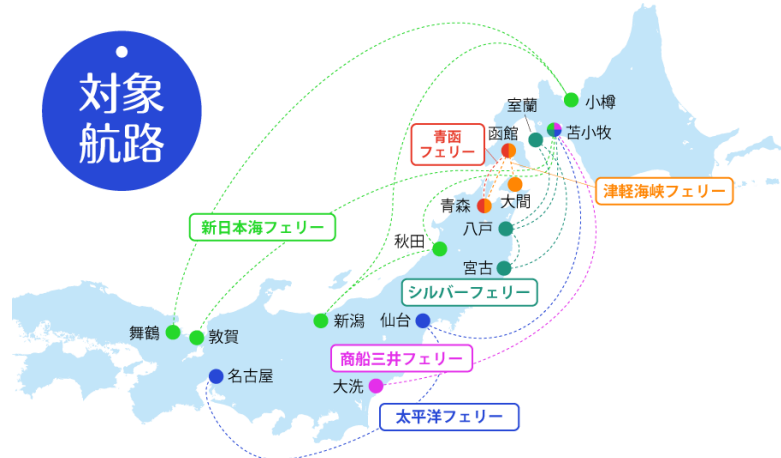 対象
航路
小樽
室蘭
苫小牧
函館
青函
フェリー
津軽海峡フェリー
大間
青森
八戸
新日本海フェリー
秋田
宮古
シルバーフェリー
舞鶴
敦賀
新潟
仙台
商船三井フェリー
名古屋
大洗
太平洋フェリー